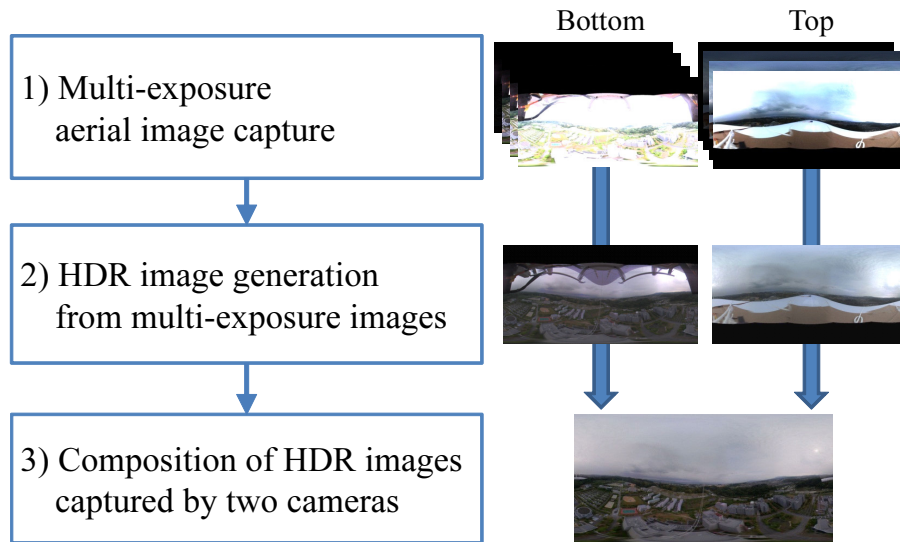 Bottom
Top
1) Multi-exposure
aerial image capture
2) HDR image generation
from multi-exposure images
3) Composition of HDR images
captured by two cameras